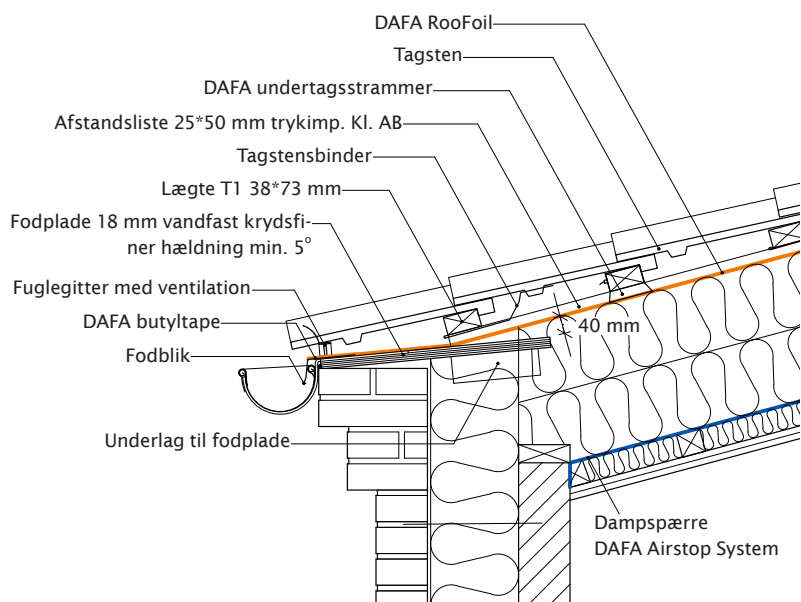 DAFA RooFoil
Tagsten
DAFA undertagsstrammer
Afstandsliste 25*50 mm trykimp. Kl. AB
Tagstensbinder
Lægte T1 38*73 mm
Fodplade 18 mm vandfast krydsfi-
ner hældning min. 5°
Fuglegitter med ventilation
DAFA butyltape
40 mm
Fodblik
Underlag til fodplade
Dampspærre
DAFA Airstop System